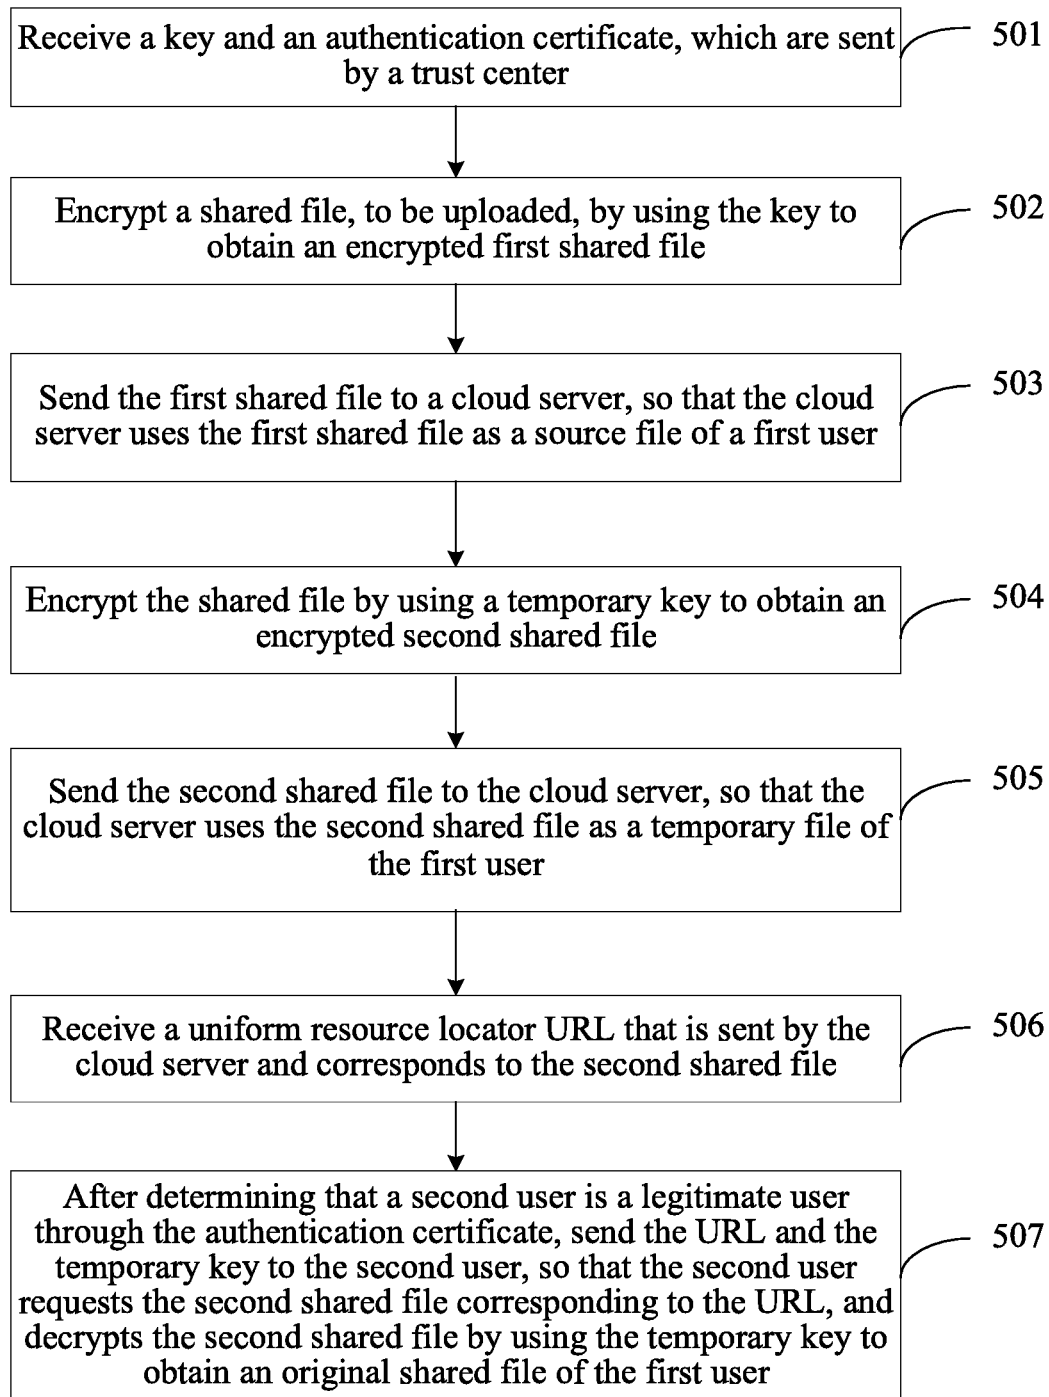 Receive a key and an authentication certificate, which are sent
by a trust center
501
Encrypt a shared file, to be uploaded, by using the key to
obtain an encrypted first shared file
502
Send the first shared file to a cloud server, so that the cloud
server uses the first shared file as a source file of a first user
503
Encrypt the shared file by using a temporary key to obtain an
encrypted second shared file
504
Send the second shared file to the cloud server, so that the
cloud server uses the second shared file as a temporary file of
the first user
505
Receive a uniform resource locator URL that is sent by the
cloud server and corresponds to the second shared file
506
After determining that a second user is a legitimate user
through the authentication certificate, send the URL and the
temporary key to the second user, so that the second user
requests the second shared file corresponding to the URL, and
decrypts the second shared file by using the temporary key to
obtain an original shared file of the first user
507